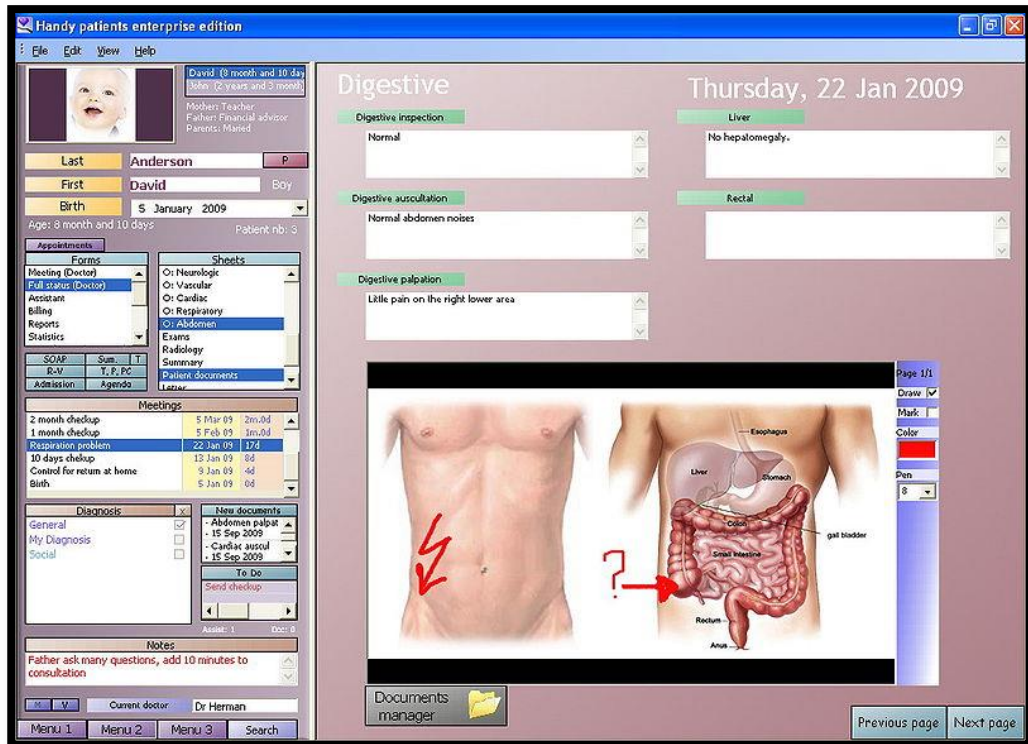 Handy patients enterprise edition
File Edit View Help
David (8 month and 10 day
John (2 years and 3 month)
Mother: Teacher
Father: Financial advisor
Parents: Maried
Last Anderson P
First David Boy
Birth 5 January 2009
Age: 8 month and 10 days
Patient nb: 3
Appointments
Forms
Meeting (Doctor)
Full status (Doctor)
Assistant
Billing
Reports
Statistics
Sheets
O: Neurologic
O: Vascular
O: Cardiac
O: Respiratory
O: Abdomen
Exams
Radiology
Summary
Patient documents
Letter
SOAP Sum. T
R-V T, P, PC
Admission Agenda
Meetings
2 month checkup 5 Mar 09 2m.0d
1 month checkup 5 Feb 09 1m.0d
Respiration problem 22 Jan 09 17d
10 days chekup 13 Jan 09 8d
Control for return at home 9 Jan 09 4d
Birth 5 Jan 09 0d
Diagnosis x
General
My Diagnosis
Social
New documents
- Abdomen palpat
- 15 Sep 2009
- Cardiac auscul
- 15 Sep 2009
To Do
Send checkup
Assist: 1 Doc: 0
Notes
Father ask many questions, add 10 minutes to
consultation
M V Current doctor Dr Herman
Menu 1 Menu 2 Menu 3 Search
Digestive Thursday, 22 Jan 2009
Digestive inspection
Normal
Liver
No hepatomegaly.
Digestive auscultation
Normal abdomen noises
Rectal
Digestive palpation
Little pain on the right lower area
Page 1/1
Draw
Mark
Color
Pen
8
Esophagus
Liver
Stomach
Colon
gall bladder
Small Intestine
?
Rectum
Anus
Documents
manager
Previous page Next page